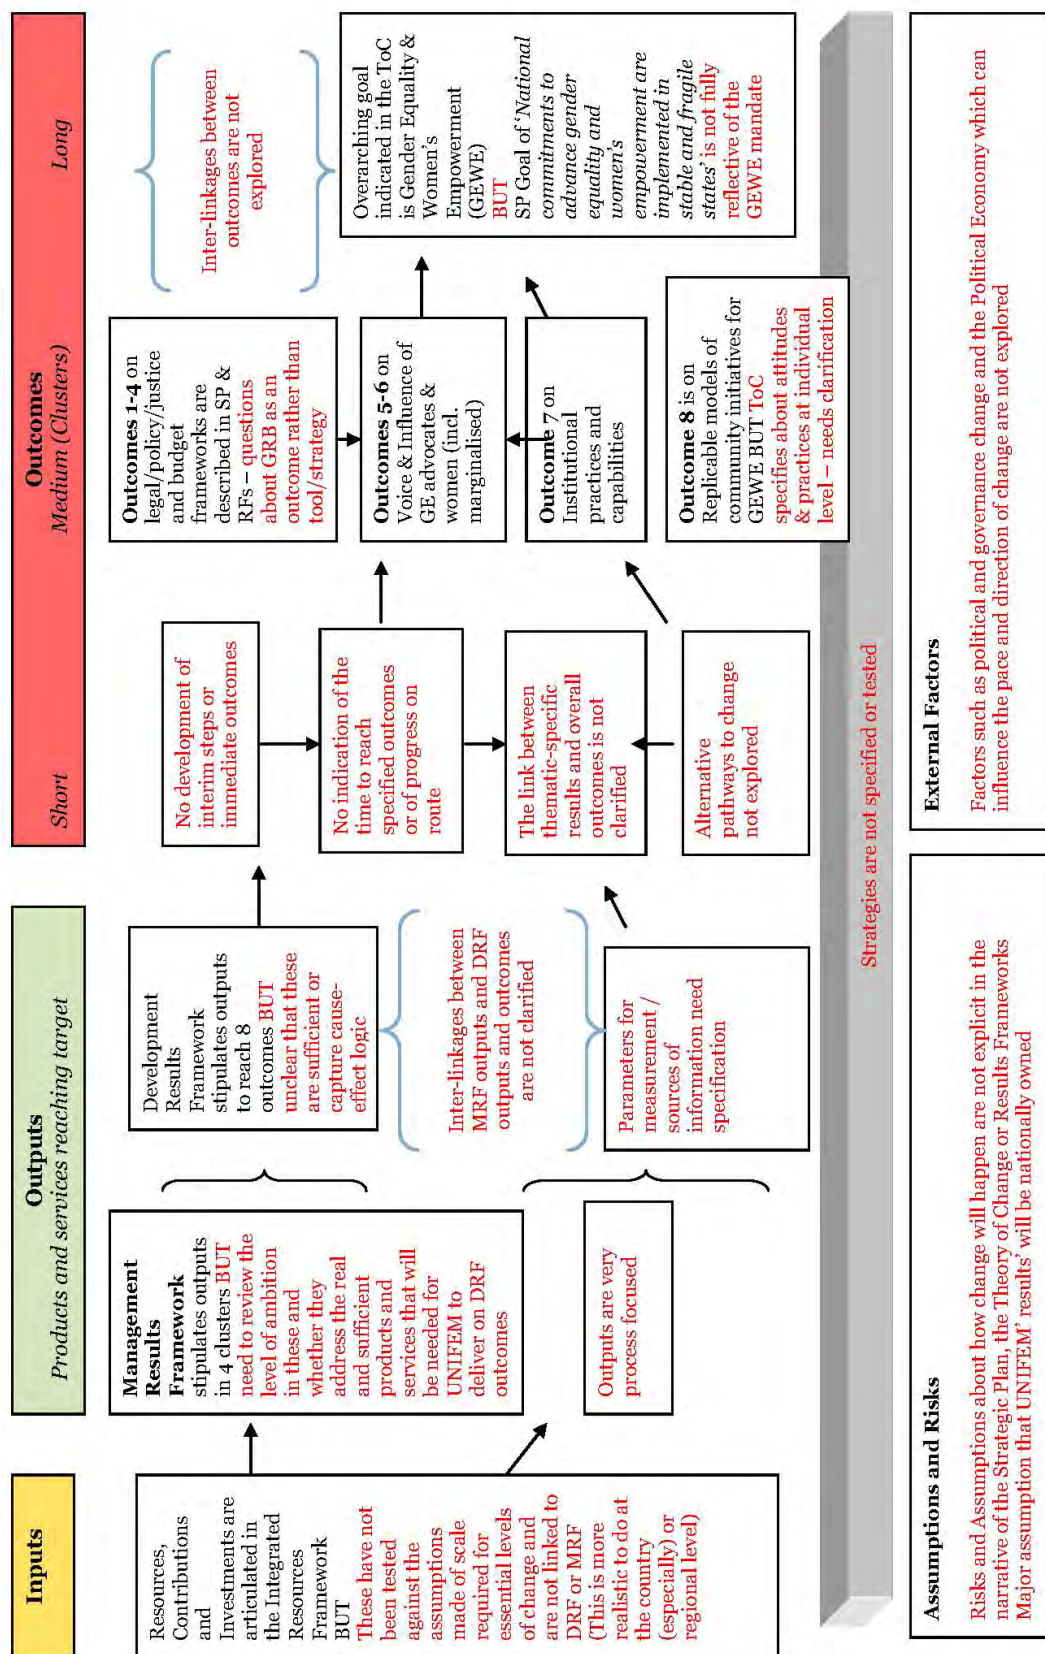 Inputs
Resources,
Contributions
and
Investments are
articulated in
the Integrated
Resources
Framework
BUT
These have not
been tested
against the
assumptions
made of scale
required for
essential levels
of change and
are not linked to
DRF or MRF
(This is more
realistic to do at
the country
(especially) or
regional level)
Outputs
Products and services reaching target
Management
Results
Framework
stipulates outputs
in 4 clusters BUT
need to review the
level of ambition
in these and
whether they
address the real
and sufficient
products and
services that will
be needed for
UNIFEM to
deliver on DRF
outcomes
Outputs are very
process focused
Development
Results
Framework
stipulates outputs
to reach 8
outcomes BUT
unclear that these
are sufficient or
capture cause-
effect logic
Inter-linkages between
MRF outputs and DRF
outputs and outcomes
are not clarified
Parameters for
measurement /
sources of
information need
specification
Outcomes
Short
Medium (Clusters)
Long
No development of
interim steps or
immediate outcomes
No indication of the
time to reach
specified outcomes
or of progress on
route
The link between
thematic-specific
results and overall
outcomes is not
clarified
Alternative
pathways to change
not explored
Outcomes 1-4 on
legal/policy/justice
and budget
frameworks are
described in SP &
RFs – questions
about GRB as an
outcome rather than
tool/strategy
Outcomes 5-6 on
Voice & Influence of
GE advocates &
women (incl.
marginalised)
Outcome 7 on
Institutional
practices and
capabilities
Outcome 8 is on
Replicable models of
community initiatives for
GEWE BUT ToC
specifies about attitudes
& practices at individual
level – needs clarification
Inter-linkages between
outcomes are not
explored
Overarching goal
indicated in the ToC
is Gender Equality &
Women's
Empowerment
(GEWE)
BUT
SP Goal of 'National
commitments to
advance gender
equality and
women's
empowerment are
implemented in
stable and fragile
states' is not fully
reflective of the
GEWE mandate
Strategies are not specified or tested
Assumptions and Risks
Risks and Assumptions about how change will happen are not explicit in the
narrative of the Strategic Plan, the Theory of Change or Results Frameworks
Major assumption that UNIFEM' results' will be nationally owned
External Factors
Factors such as political and governance change and the Political Economy which can
influence the pace and direction of change are not explored